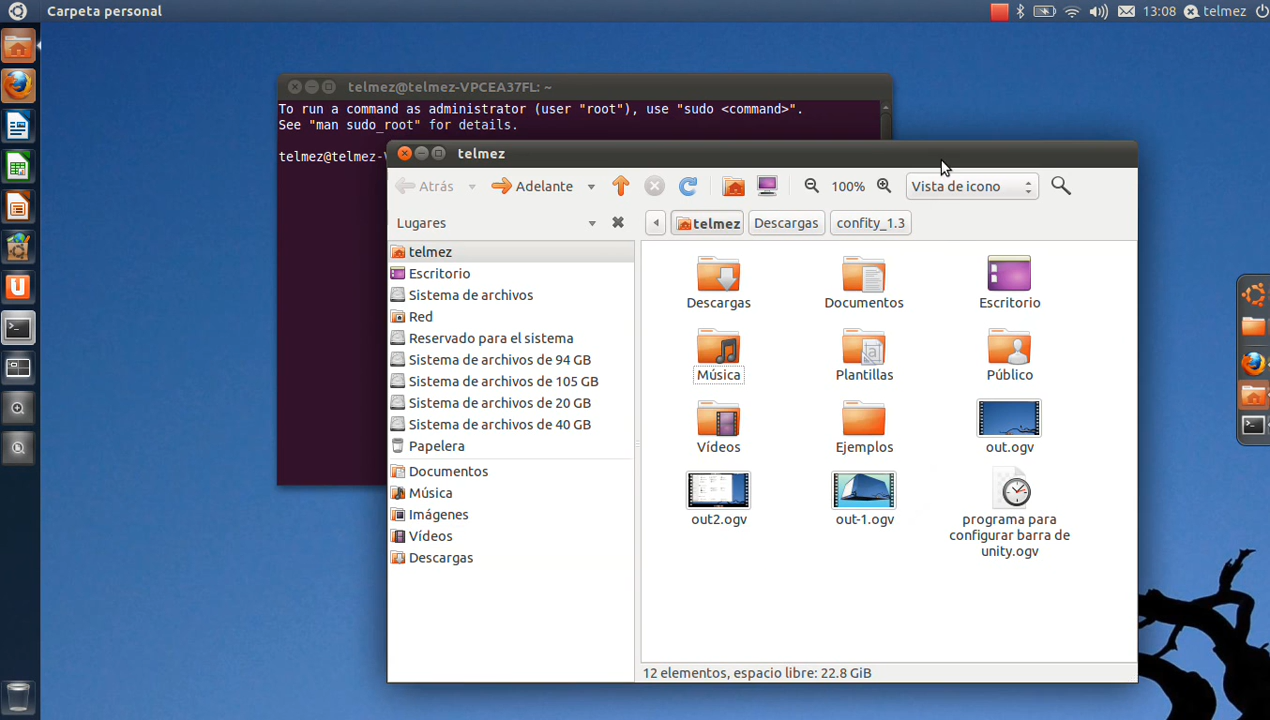 Carpeta personal
13:08
telmez
telmez@telmez-VPCEA37FL: ~
To run a command as administrator (user "root"), use "sudo <command>".
See "man sudo_root" for details.
telmez@telmez-V
telmez
Atrás
Adelante
100%
Vista de icono
Lugares
telmez
Descargas
confity_1.3
telmez
Escritorio
Sistema de archivos
Red
Reservado para el sistema
Sistema de archivos de 94 GB
Sistema de archivos de 105 GB
Sistema de archivos de 20 GB
Sistema de archivos de 40 GB
Papelera
Documentos
Música
Imágenes
Vídeos
Descargas
Descargas
Documentos
Escritorio
Música
Plantillas
Público
Vídeos
Ejemplos
out.ogv
out2.ogv
out-1.ogv
programa para
configurar barra de
unity.ogv
12 elementos, espacio libre: 22.8 GiB